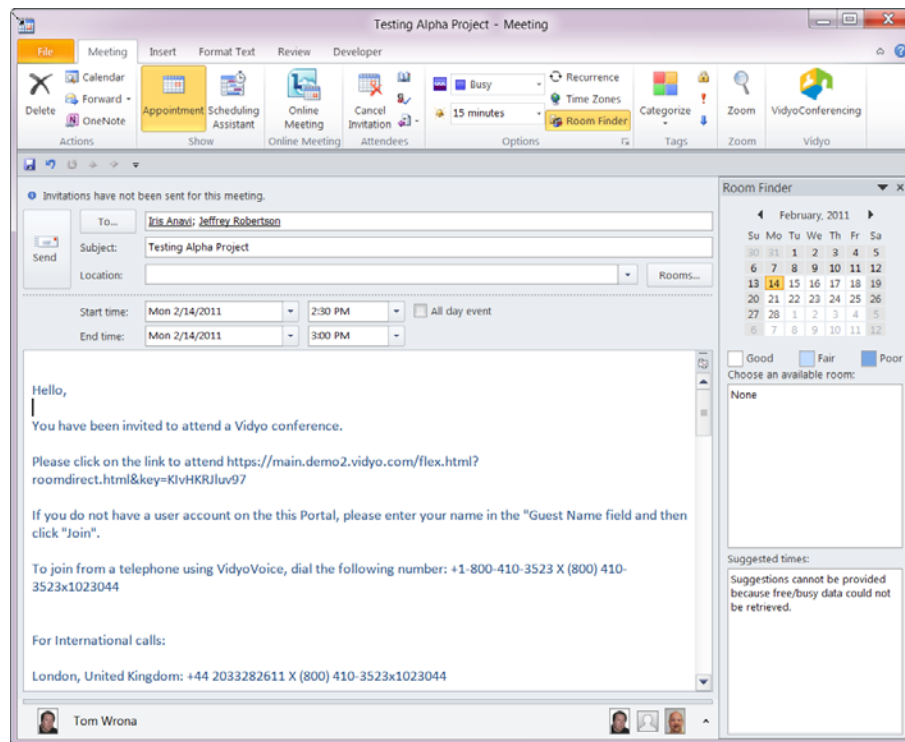 Testing Alpha Project - Meeting
File Meeting Insert Format Text Review Developer
Delete
Calendar
Forward
OneNote
Actions
Appointment
Scheduling
Assistant
Show
Online
Meeting
Online Meeting
Cancel
Invitation
Attendees
Busy
15 minutes
Recurrence
Time Zones
Room Finder
Options
Categorize
Tags
Zoom
Zoom
VidyoConferencing
Vidyo
Invitations have not been sent for this meeting.
Send
To... Iris Anavi; Jeffrey Robertson
Subject: Testing Alpha Project
Location: Rooms...
Start time: Mon 2/14/2011 2:30 PM All day event
End time: Mon 2/14/2011 3:00 PM
Hello,
You have been invited to attend a Vidyo conference.
Please click on the link to attend https://main.demo2.vidyo.com/flex.html?
roomdirect.html&key=KIvHKRJluv97
If you do not have a user account on the this Portal, please enter your name in the "Guest Name field and then
click "Join".
To join from a telephone using VidyoVoice, dial the following number: +1-800-410-3523 X (800) 410-
3523x1023044
For International calls:
London, United Kingdom: +44 2033282611 X (800) 410-3523x1023044
Tom Wrona
Room Finder
February, 2011
Su Mo Tu We Th Fr Sa
30 31 1 2 3 4 5
6 7 8 9 10 11 12
13 14 15 16 17 18 19
20 21 22 23 24 25 26
27 28 1 2 3 4 5
6 7 8 9 10 11 12
Good Fair Poor
Choose an available room:
None
Suggested times:
Suggestions cannot be provided
because free/busy data could not
be retrieved.